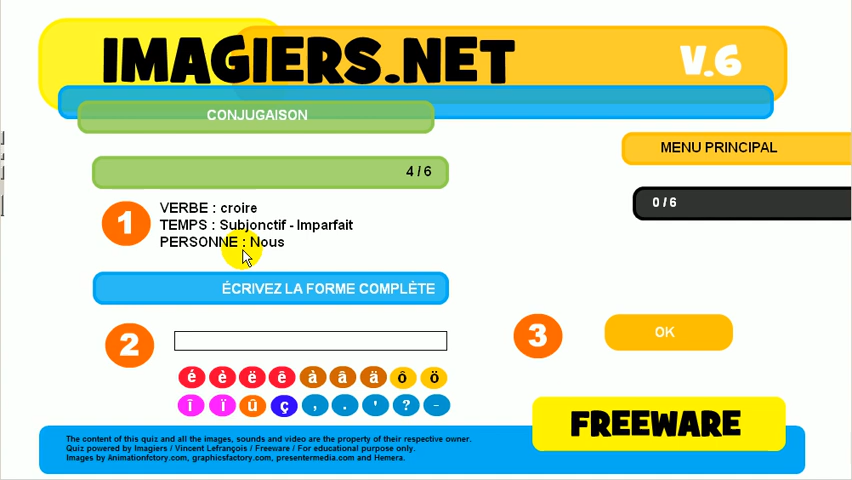 IMAGIERS.NET
V.6
CONJUGAISON
MENU PRINCIPAL
4 / 6
0 / 6
1
VERBE : croire
TEMPS : Subjonctif - Imparfait
PERSONNE : Nous
ÉCRIVEZ LA FORME COMPLÈTE
2
3
OK
é è ë ê à â ä ô ö
î ï û ç , . ' ? -
FREEWARE
The content of this quiz and all the images, sounds and video are the property of their respective owner.
Quiz powered by Imagiers / Vincent Lefrançois / Freeware / For educational purpose only.
Images by Animationfctory.com, graphicsfactory.com, presentermedia.com and Hemera.